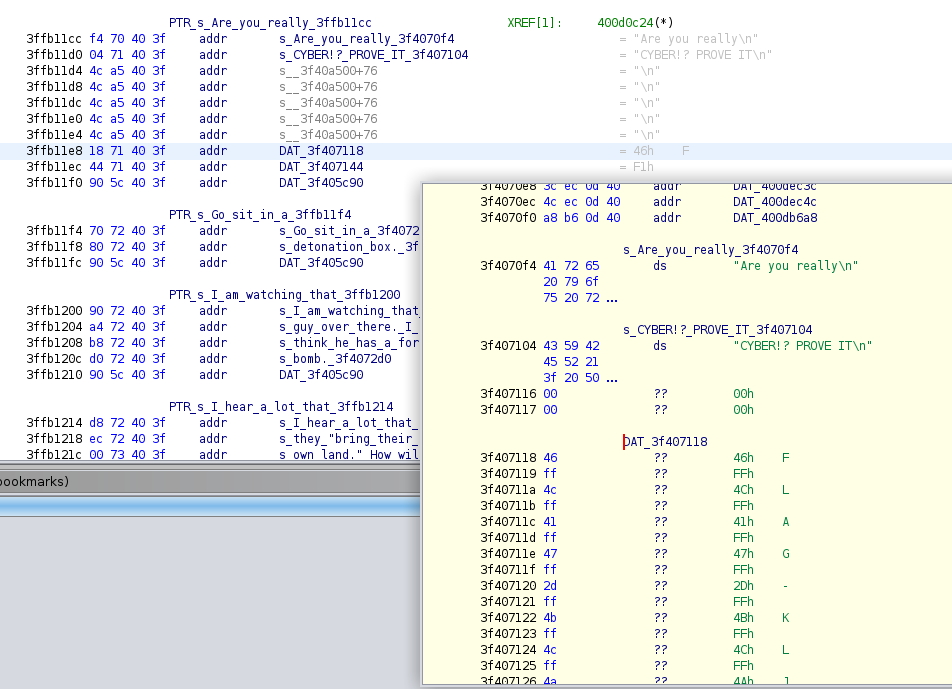 PTR_s_Are_you_really_3ffb11cc XREF[1]: 400d0c24(*)
3ffb11cc f4 70 40 3f addr s_Are_you_really_3f4070f4 = "Are you really\n"
3ffb11d0 04 71 40 3f addr s_CYBER!?_PROVE_IT_3f407104 = "CYBER!? PROVE IT\n"
3ffb11d4 4c a5 40 3f addr s__3f40a500+76 = "\n"
3ffb11d8 4c a5 40 3f addr s__3f40a500+76 = "\n"
3ffb11dc 4c a5 40 3f addr s__3f40a500+76 = "\n"
3ffb11e0 4c a5 40 3f addr s__3f40a500+76 = "\n"
3ffb11e4 4c a5 40 3f addr s__3f40a500+76 = "\n"
3ffb11e8 18 71 40 3f addr DAT_3f407118 = 46h F
3ffb11ec 44 71 40 3f addr DAT_3f407144 = F1h
3ffb11f0 90 5c 40 3f addr DAT_3f405c90
PTR_s_Go_sit_in_a_3ffb11f4
3ffb11f4 70 72 40 3f addr s_Go_sit_in_a_3f4072
3ffb11f8 80 72 40 3f addr s_detonation_box._3f
3ffb11fc 90 5c 40 3f addr DAT_3f405c90
PTR_s_I_am_watching_that_3ffb1200
3ffb1200 90 72 40 3f addr s_I_am_watching_that_
3ffb1204 a4 72 40 3f addr s_guy_over_there._I_
3ffb1208 b8 72 40 3f addr s_think_he_has_a_for
3ffb120c d0 72 40 3f addr s_bomb._3f4072d0
3ffb1210 90 5c 40 3f addr DAT_3f405c90
PTR_s_I_hear_a_lot_that_3ffb1214
3ffb1214 d8 72 40 3f addr s_I_hear_a_lot_that_
3ffb1218 ec 72 40 3f addr s_they_"bring_their_
3ffb121c 00 73 40 3f addr s_own_land."_How_wil
ookmarks)
3f4070e8 3c ec 0d 40 addr DAT_400dec3c
3f4070ec 4c ec 0d 40 addr DAT_400dec4c
3f4070f0 a8 b6 0d 40 addr DAT_400db6a8
s_Are_you_really_3f4070f4
3f4070f4 41 72 65 ds "Are you really\n"
20 79 6f
75 20 72 ...
s_CYBER!?_PROVE_IT_3f407104
3f407104 43 59 42 ds "CYBER!? PROVE IT\n"
45 52 21
3f 20 50 ...
3f407116 00 ?? 00h
3f407117 00 ?? 00h
DAT_3f407118
3f407118 46 ?? 46h F
3f407119 ff ?? FFh
3f40711a 4c ?? 4Ch L
3f40711b ff ?? FFh
3f40711c 41 ?? 41h A
3f40711d ff ?? FFh
3f40711e 47 ?? 47h G
3f40711f ff ?? FFh
3f407120 2d ?? 2Dh -
3f407121 ff ?? FFh
3f407122 4b ?? 4Bh K
3f407123 ff ?? FFh
3f407124 4c ?? 4Ch L
3f407125 ff ?? FFh
3f407126 4a ?? 4Ah J